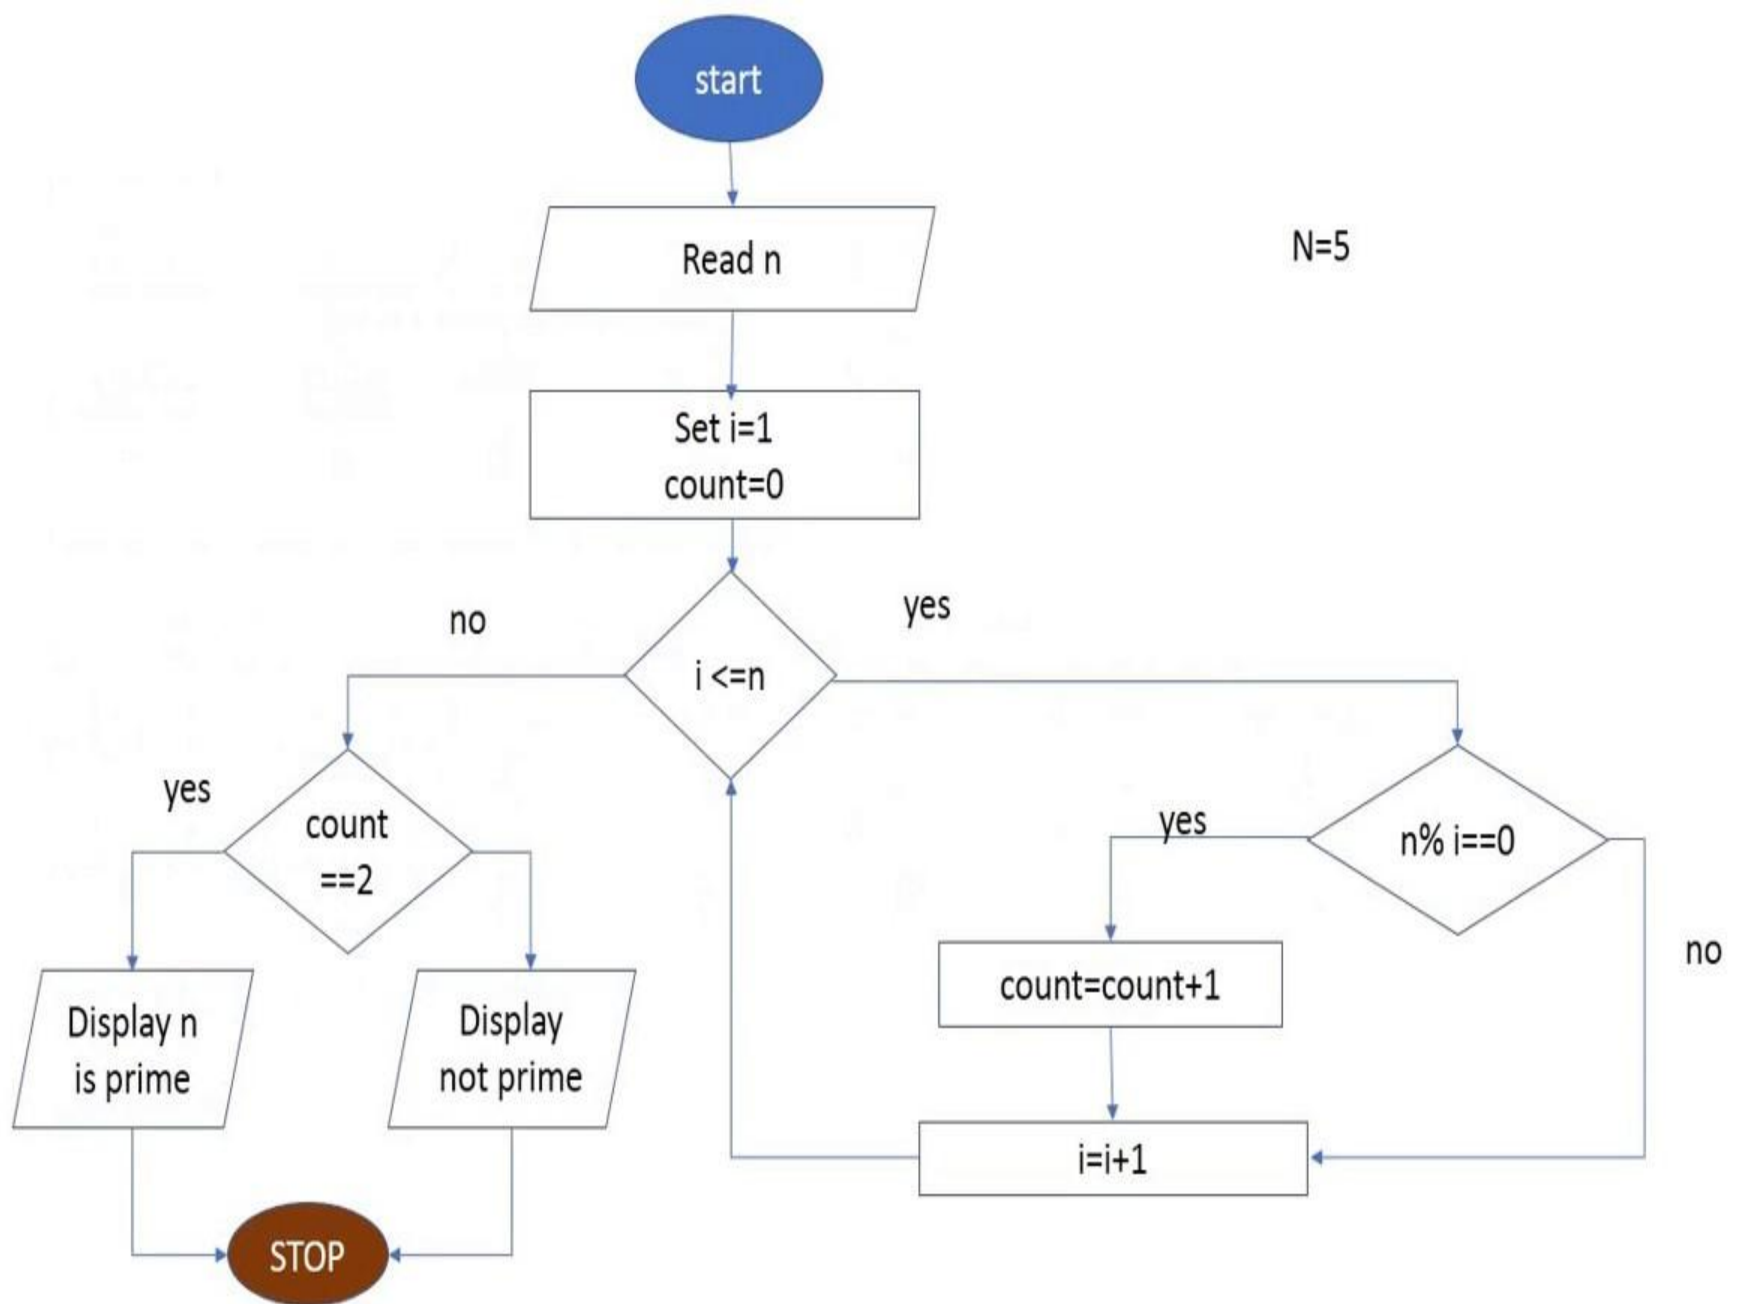 start
Read n
N=5
Set i=1
count=0
no
yes
i <=n
yes
count
==2
yes
n% i==0
no
count=count+1
Display n
is prime
Display
not prime
i=i+1
STOP